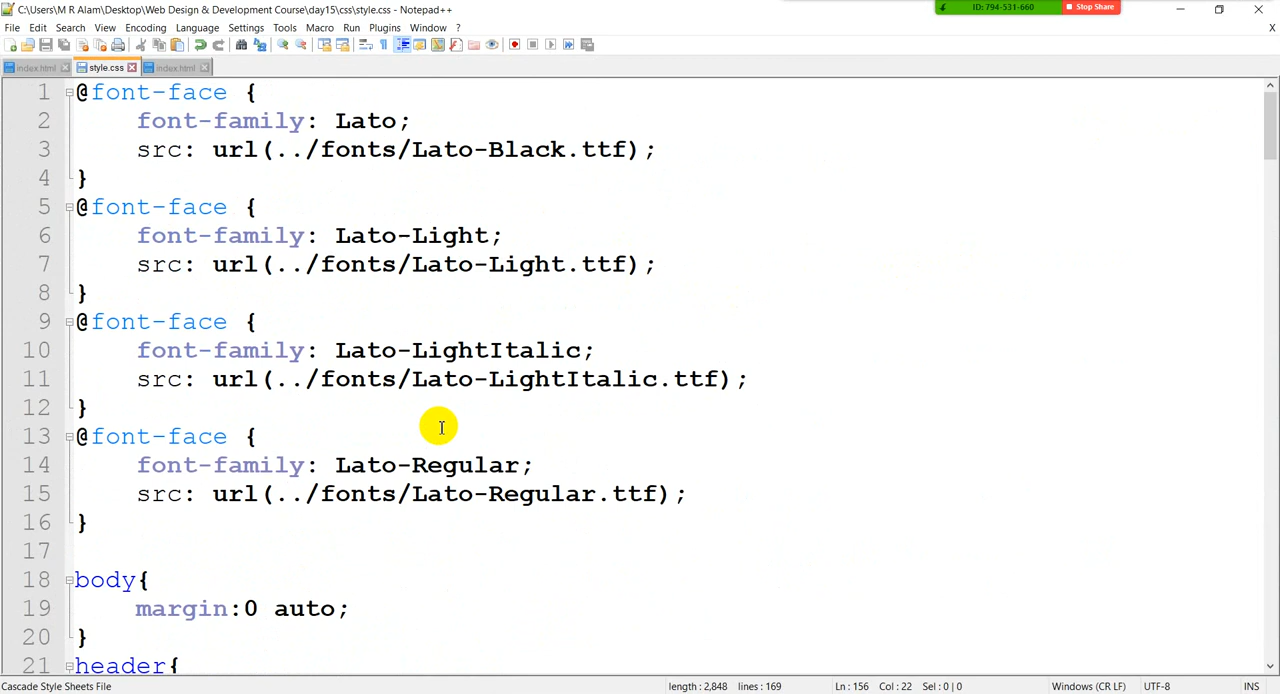 C:\Users\M R Alam\Desktop\Web Design & Development Course\day15\css\style.css - Notepad++
ID: 794-531-660
Stop Share
File Edit Search View Encoding Language Settings Tools Macro Run Plugins Window ?
X
index.html style.css index.html
1 @font-face {
2 font-family: Lato;
3 src: url(../fonts/Lato-Black.ttf);
4 }
5 @font-face {
6 font-family: Lato-Light;
7 src: url(../fonts/Lato-Light.ttf);
8 }
9 @font-face {
10 font-family: Lato-LightItalic;
11 src: url(../fonts/Lato-LightItalic.ttf);
12 }
13 @font-face {
14 font-family: Lato-Regular;
15 src: url(../fonts/Lato-Regular.ttf);
16 }
17
18 body{
19 margin:0 auto;
20 }
21 header{
Cascade Style Sheets File length : 2,848 lines : 169 Ln : 156 Col : 22 Sel : 0 | 0 Windows (CR LF) UTF-8 INS